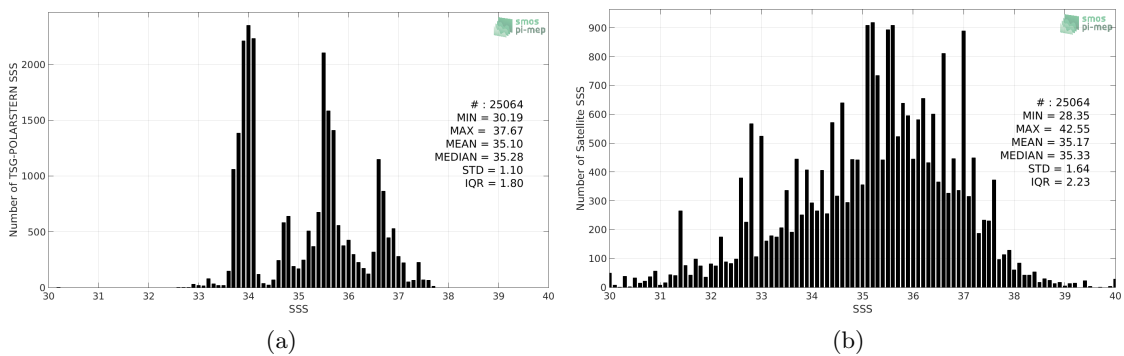 smos
pi-mep
Number of TSG-POLARSTERN SSS
2000
1500
1000
500
0
# : 25064
MIN = 30.19
MAX = 37.67
MEAN = 35.10
MEDIAN = 35.28
STD = 1.10
IQR = 1.80
30 31 32 33 34 35 36 37 38 39 40
SSS
(a)
smos
pi-mep
Number of Satellite SSS
900
800
700
600
500
400
300
200
100
0
# : 25064
MIN = 28.35
MAX = 42.55
MEAN = 35.17
MEDIAN = 35.33
STD = 1.64
IQR = 2.23
30 31 32 33 34 35 36 37 38 39 40
SSS
(b)